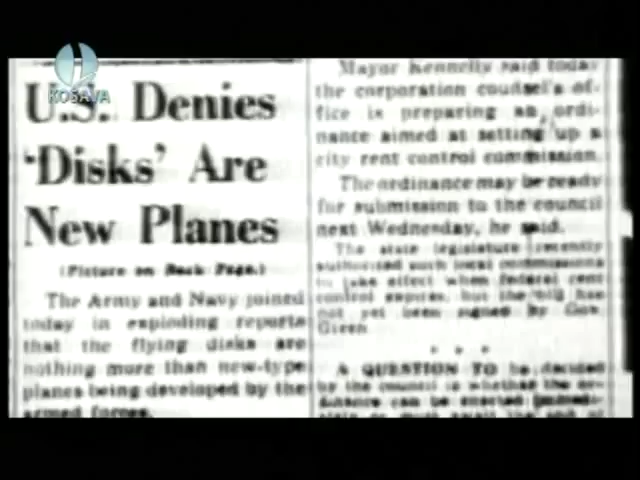 KOSAVA
U.S. Denies
'Disks' Are
New Planes
(Picture on Back Page.)
The Army and Navy joined
today in exploding reports
that the flying disks are
nothing more than new-type
planes being developed by the
armed forces.
Mayor Kennelly said today
the corporation counsel's of-
fice is preparing an ordi-
nance aimed at setting up a
city rent control commission.
The ordinance may be ready
for submission to the council
next Wednesday, he said.
The state legislature recently
authorized such local commissions
to take effect when federal rent
control expires, but the bill has
not yet been signed by Gov.
Green.
A QUESTION TO be decided
by the council is whether the or-
dinance can be enacted